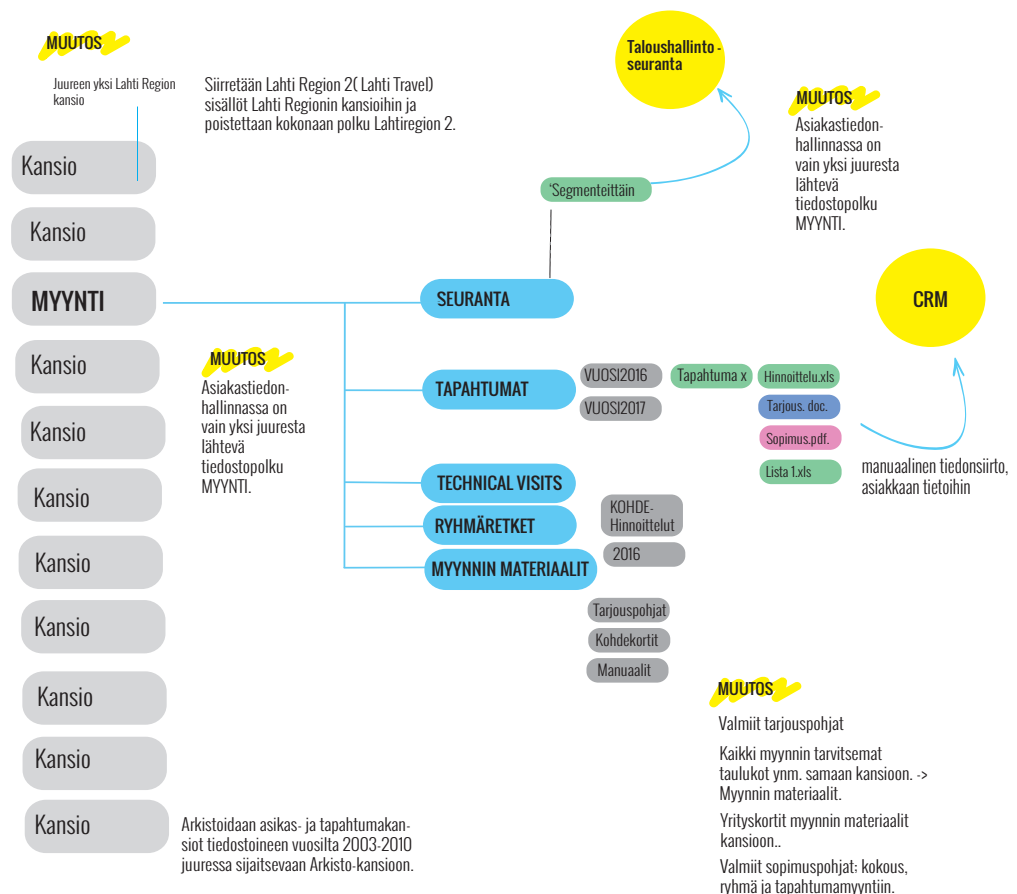 MUUTOS
Juureen yksi Lahti Region
kansio
Siirretään Lahti Region 2( Lahti Travel)
sisällöt Lahti Regionin kansioihin ja
poistettaan kokonaan polku Lahtiregion 2.
Taloushallinto -
seuranta
MUUTOS
Asiakastiedon-
hallinnassa on
vain yksi juuresta
lähtevä
tiedostopolku
MYYNTI.
Kansio
Kansio
MYYNTI
Kansio
Kansio
Kansio
Kansio
Kansio
Kansio
Kansio
Kansio
'Segmenteittäin
SEURANTA
CRM
MUUTOS
Asiakastiedon-
hallinnassa on
vain yksi juuresta
lähtevä
tiedostopolku
MYYNTI.
TAPAHTUMAT
VUOSI2016
VUOSI2017
Tapahtuma x
Hinnoittelu.xls
Tarjous. doc.
Sopimus.pdf.
Lista 1.xls
manuaalinen tiedonsiirto,
asiakkaan tietoihin
TECHNICAL VISITS
RYHMÄRETKET
MYYNNIN MATERIAALIT
KOHDE-
Hinnoittelut
2016
Tarjouspohjat
Kohdekortit
Manuaalit
MUUTOS
Valmiit tarjouspohjat
Kaikki myynnin tarvitsemat
taulukot ynm. samaan kansioon. ->
Myynnin materiaalit.
Yrityskortit myynnin materiaalit
kansioon..
Valmiit sopimuspohjat; kokous,
ryhmä ja tapahtumamyyntiin.
Arkistoidaan asikas- ja tapahtumakan-
siot tiedostoineen vuosilta 2003-2010
juuressa sijaitsevaan Arkisto-kansioon.